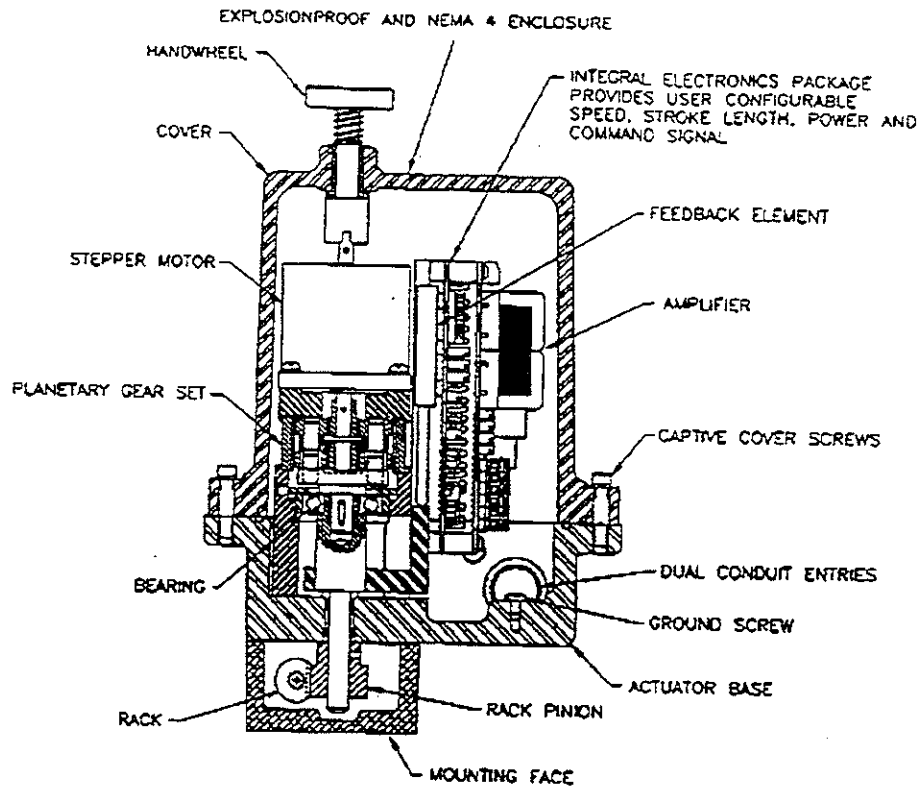 EXPLOSIONPROOF AND NEMA 4 ENCLOSURE
HANDWHEEL
INTEGRAL ELECTRONICS PACKAGE
PROVIDES USER CONFIGURABLE
SPEED, STROKE LENGTH, POWER AND
COMMAND SIGNAL
COVER
FEEDBACK ELEMENT
STEPPER MOTOR
AMPLIFIER
PLANETARY GEAR SET
CAPTIVE COVER SCREWS
BEARING
DUAL CONDUIT ENTRIES
GROUND SCREW
ACTUATOR BASE
RACK
RACK PINION
MOUNTING FACE